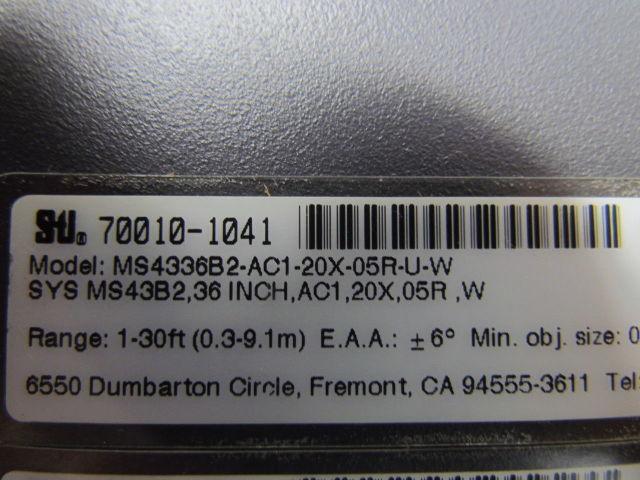 STI. 70010-1041
Model: MS4336B2-AC1-20X-05R-U-W
SYS MS43B2,36 INCH,AC1,20X,05R ,W
Range: 1-30ft (0.3-9.1m) E.A.A.: ±6° Min. obj. size: 0
6550 Dumbarton Circle, Fremont, CA 94555-3611 Tel: